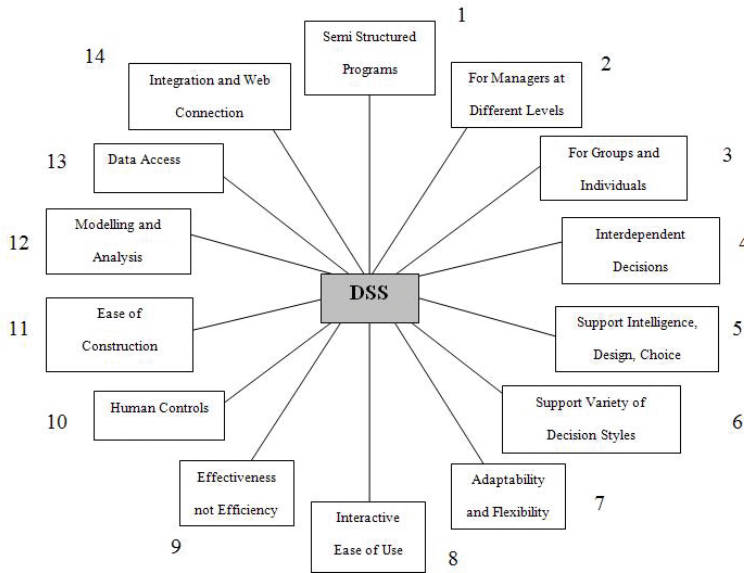 1
Semi Structured
Programs
2
For Managers at
Different Levels
3
For Groups and
Individuals
4
Interdependent
Decisions
5
Support Intelligence,
Design, Choice
6
Support Variety of
Decision Styles
7
Adaptability
and Flexibility
8
Interactive
Ease of Use
9
Effectiveness
not Efficiency
10
Human Controls
11
Ease of
Construction
12
Modelling and
Analysis
13
Data Access
14
Integration and Web
Connection
DSS